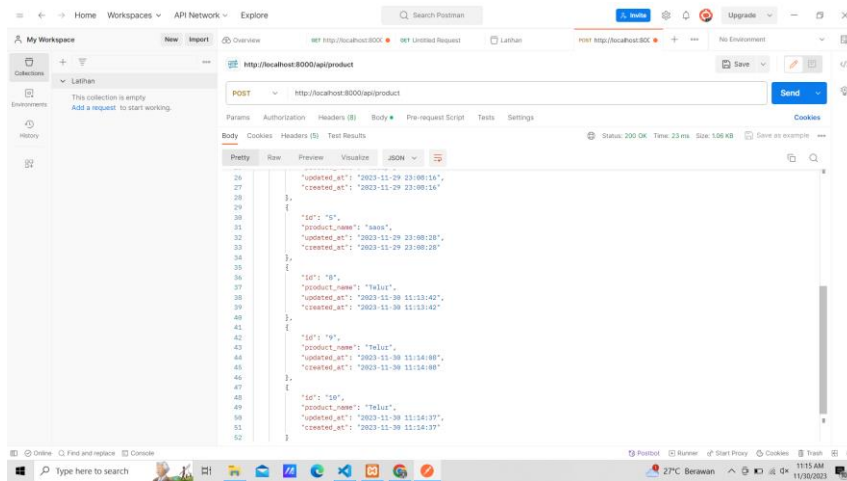 Home Workspaces API Network Explore
Search Postman
Invite
Upgrade
My Workspace
New Import
Overview
GET http://localhost:800
GET Untitled Request
Latihan
POST http://localhost:800
No Environment
Collections
Environments
History
Latihan
This collection is empty
Add a request to start working.
http://localhost:8000/api/product
Save
POST
http://localhost:8000/api/product
Send
Params Authorization Headers (8) Body Pre-request Script Tests Settings
Cookies
Body Cookies Headers (5) Test Results
Status: 200 OK Time: 23 ms Size: 1.06 KB Save as example
Pretty Raw Preview Visualize JSON
26 "updated_at": "2023-11-29 23:08:16",
27 "created_at": "2023-11-29 23:08:16"
28 },
29 {
30 "id": "5",
31 "product_name": "saos",
32 "updated_at": "2023-11-29 23:08:28",
33 "created_at": "2023-11-29 23:08:28"
34 },
35 {
36 "id": "8",
37 "product_name": "Telur",
38 "updated_at": "2023-11-30 11:13:42",
39 "created_at": "2023-11-30 11:13:42"
40 },
41 {
42 "id": "9",
43 "product_name": "Telur",
44 "updated_at": "2023-11-30 11:14:08",
45 "created_at": "2023-11-30 11:14:08"
46 },
47 {
48 "id": "10",
49 "product_name": "Telur",
50 "updated_at": "2023-11-30 11:14:37",
51 "created_at": "2023-11-30 11:14:37"
52 }
Online Find and replace Console
Postbot Runner Start Proxy Cookies Trash
Type here to search
27°C Berawan
11:15 AM
11/30/2023